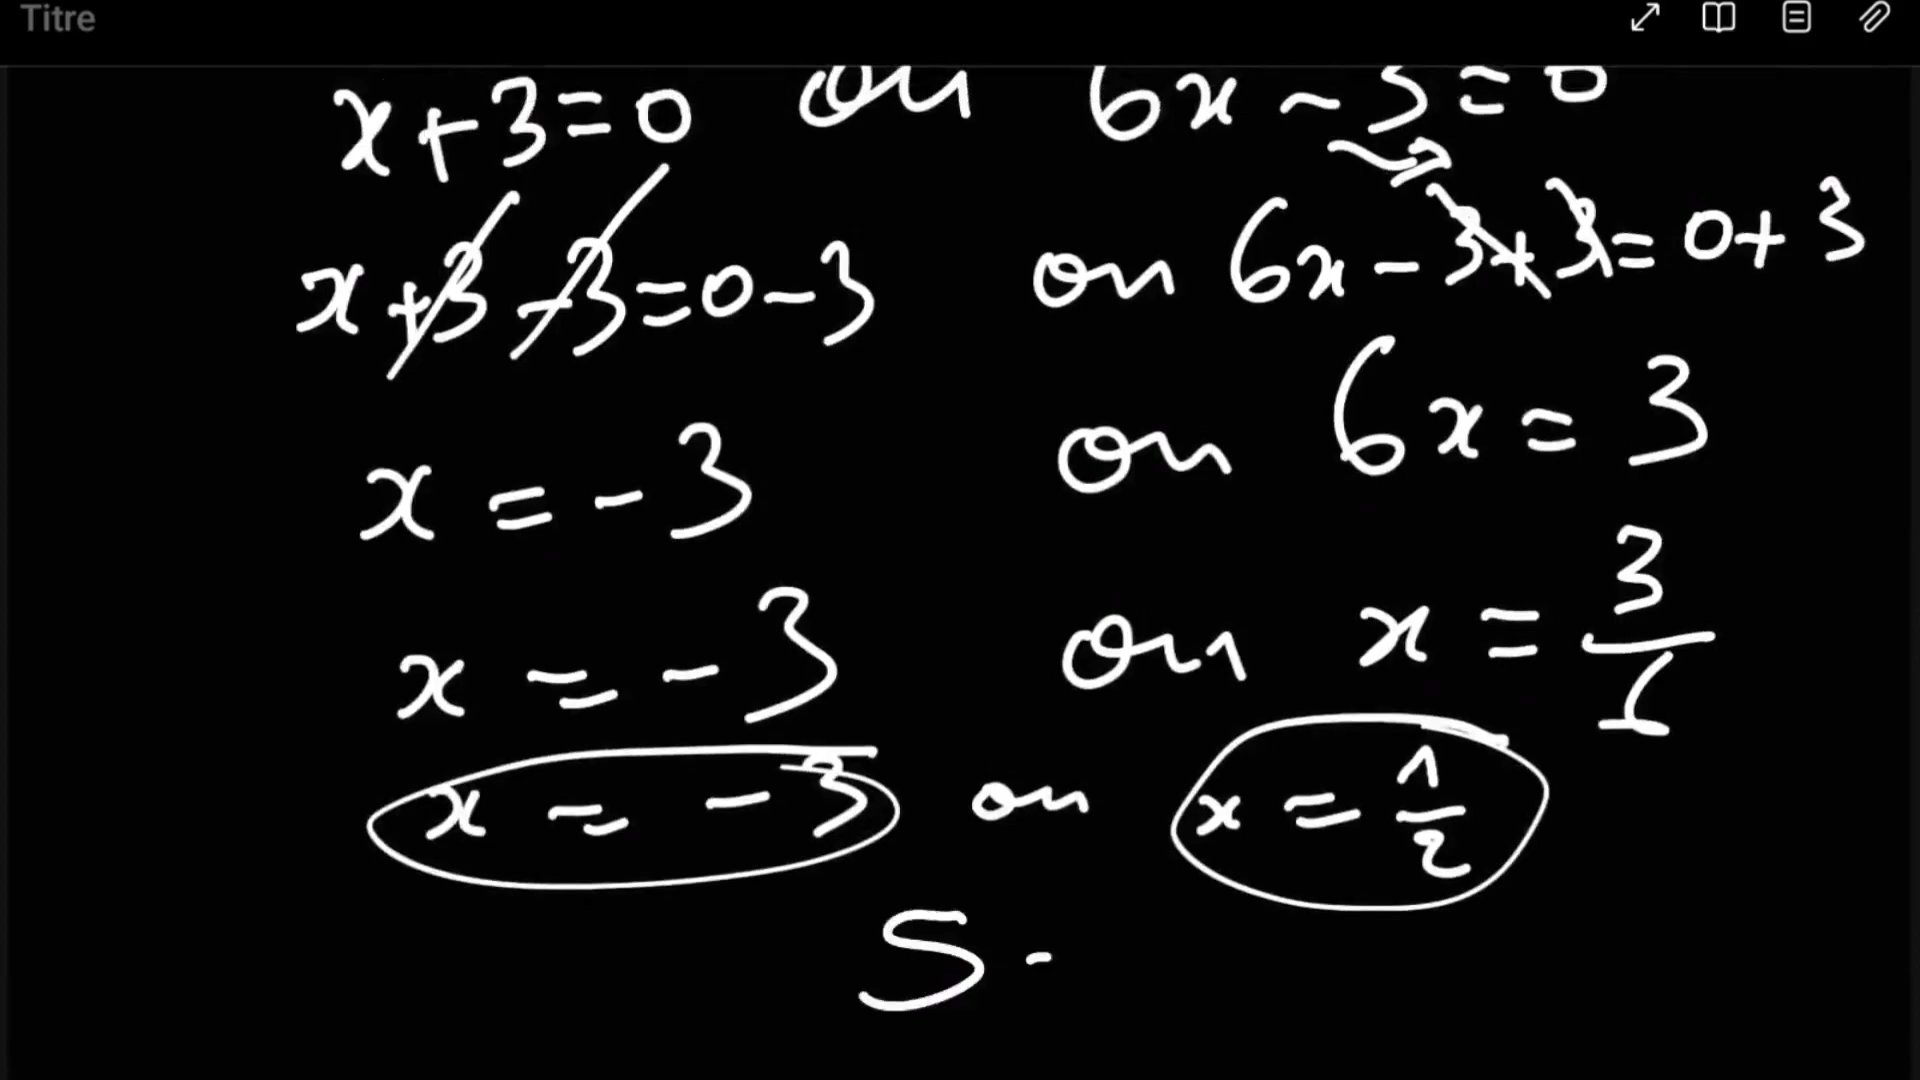 Titre
x+3=0 ou 6x-3=0
x+3-3=0-3 ou 6x-3+3=0+3
x=-3 ou 6x=3
x=-3 ou x=3/6
x=-3 ou x=1/2
S -